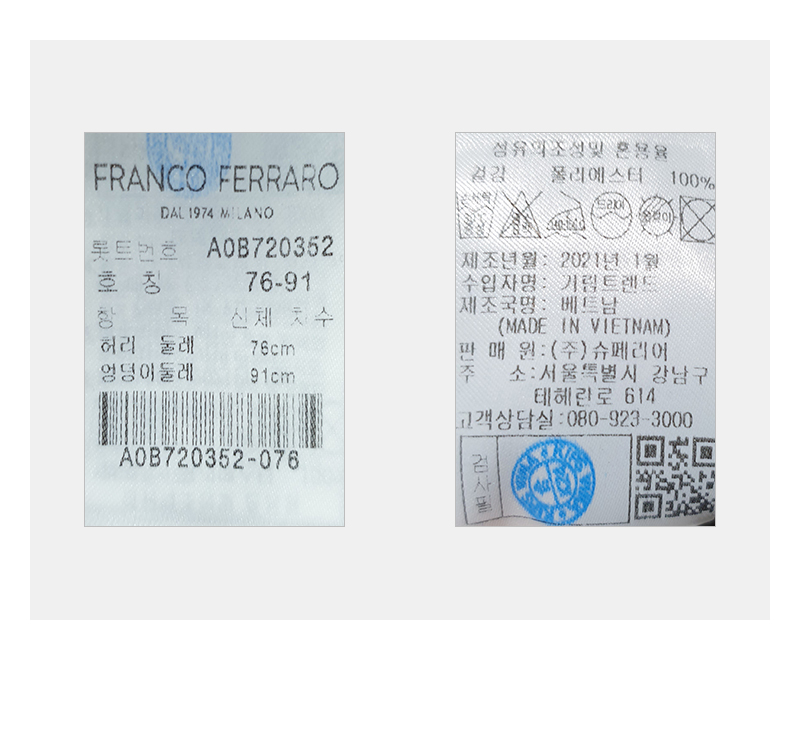 FRANCO FERRARO
DAL 1974 MILANO
롯트번호 A0B720352
호 칭 76-91
항 목 신체 치수
허리 둘레 76cm
엉덩이둘레 91cm
A0B720352-076
섬유의조성및 혼용율
겉감 폴리에스터 100%
드라이
제조년월: 2021년 1월
수입자명: 기림트렌드
제조국명: 베트남
(MADE IN VIETNAM)
판 매 원:(주)슈페리어
주 소:서울특별시 강남구
테헤란로 614
고객상담실:080-923-3000
검사필